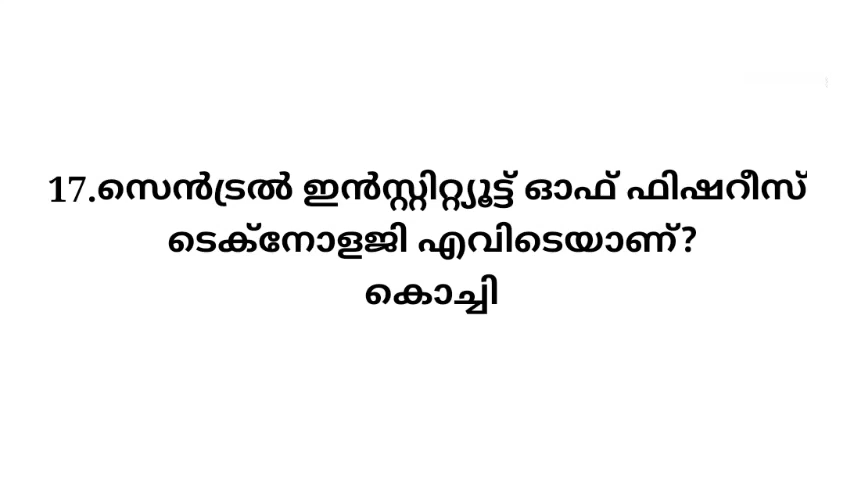 17.സെൻട്രൽ ഇൻസ്റ്റിറ്റ്യൂട്ട് ഓഫ് ഫിഷറീസ്
ടെക്നോളജി എവിടെയാണ്?
കൊച്ചി